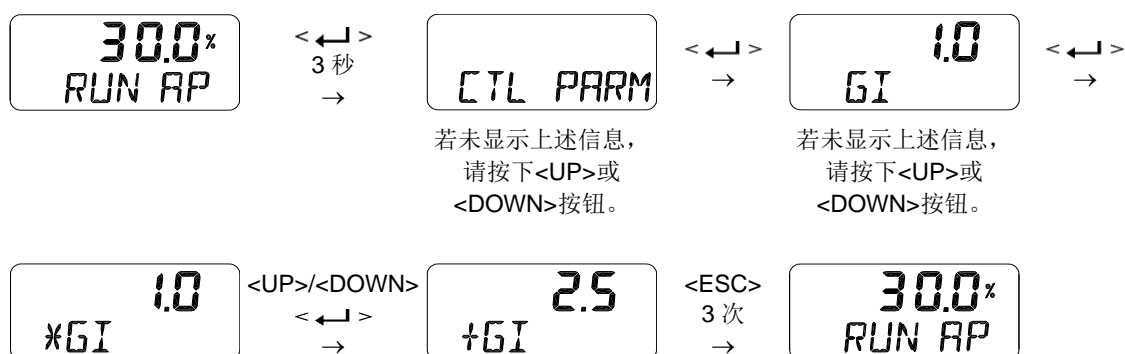 30.0%
RUN AP
< ↵ >
3 秒
→
CTL PARM
< ↵ >
→
1.0
GI
< ↵ >
→
若未显示上述信息，
请按下<UP>或
<DOWN>按钮。
若未显示上述信息，
请按下<UP>或
<DOWN>按钮。
1.0
*GI
<UP>/<DOWN>
< ↵ >
→
2.5
+GI
<ESC>
3 次
→
30.0%
RUN AP